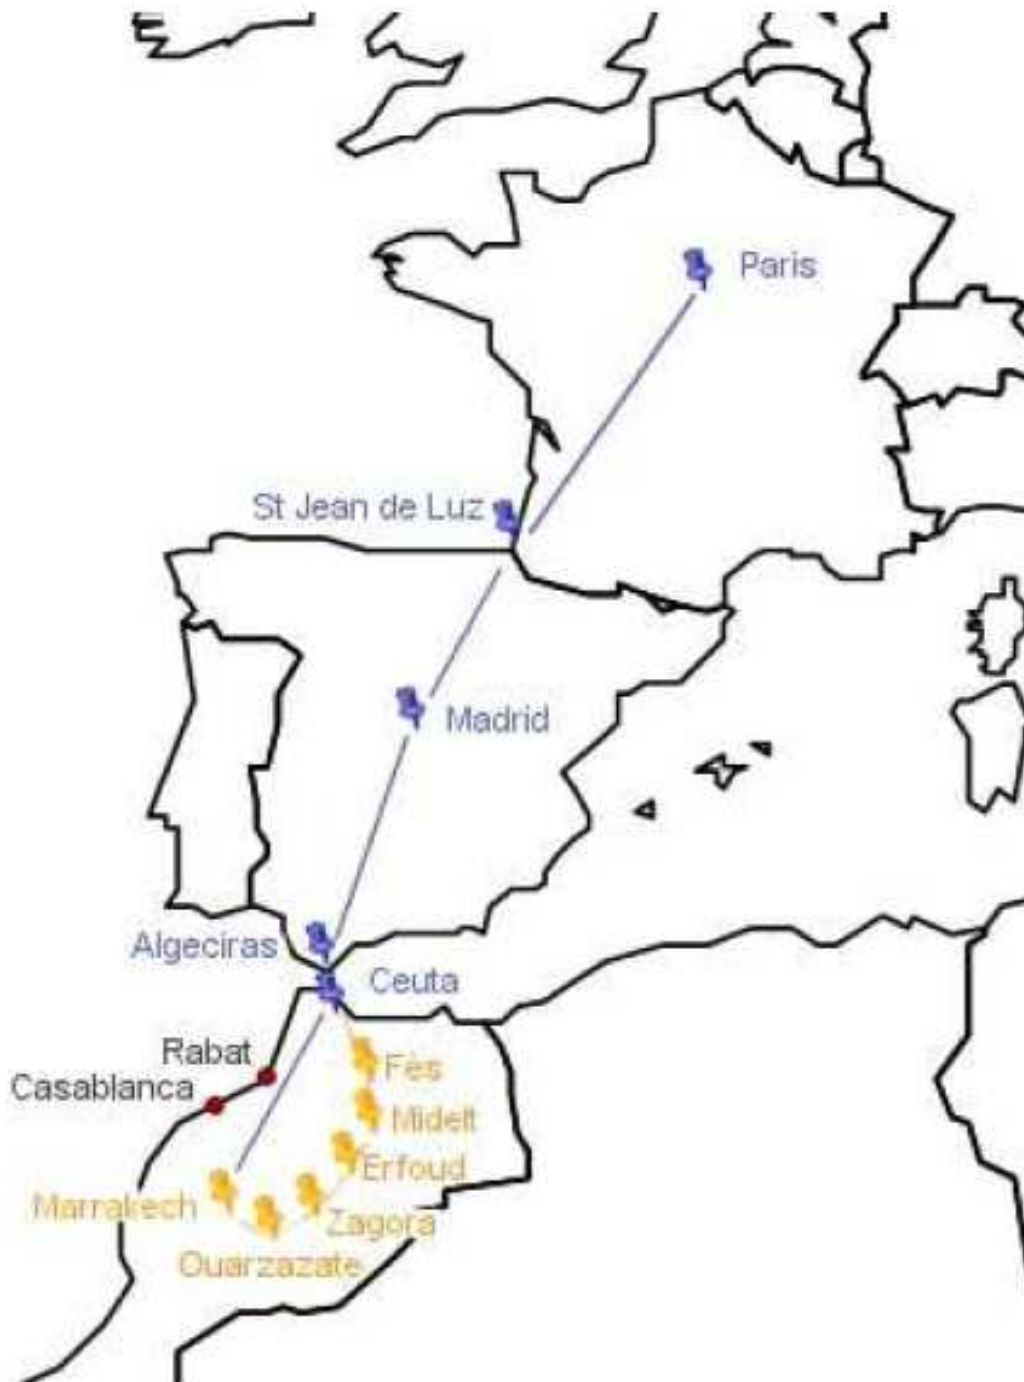 Paris
St Jean de Luz
Madrid
Algeciras
Ceuta
Rabat
Fès
Casablanca
Midelt
Erfoud
Marrakech
Zagora
Ouarzazate